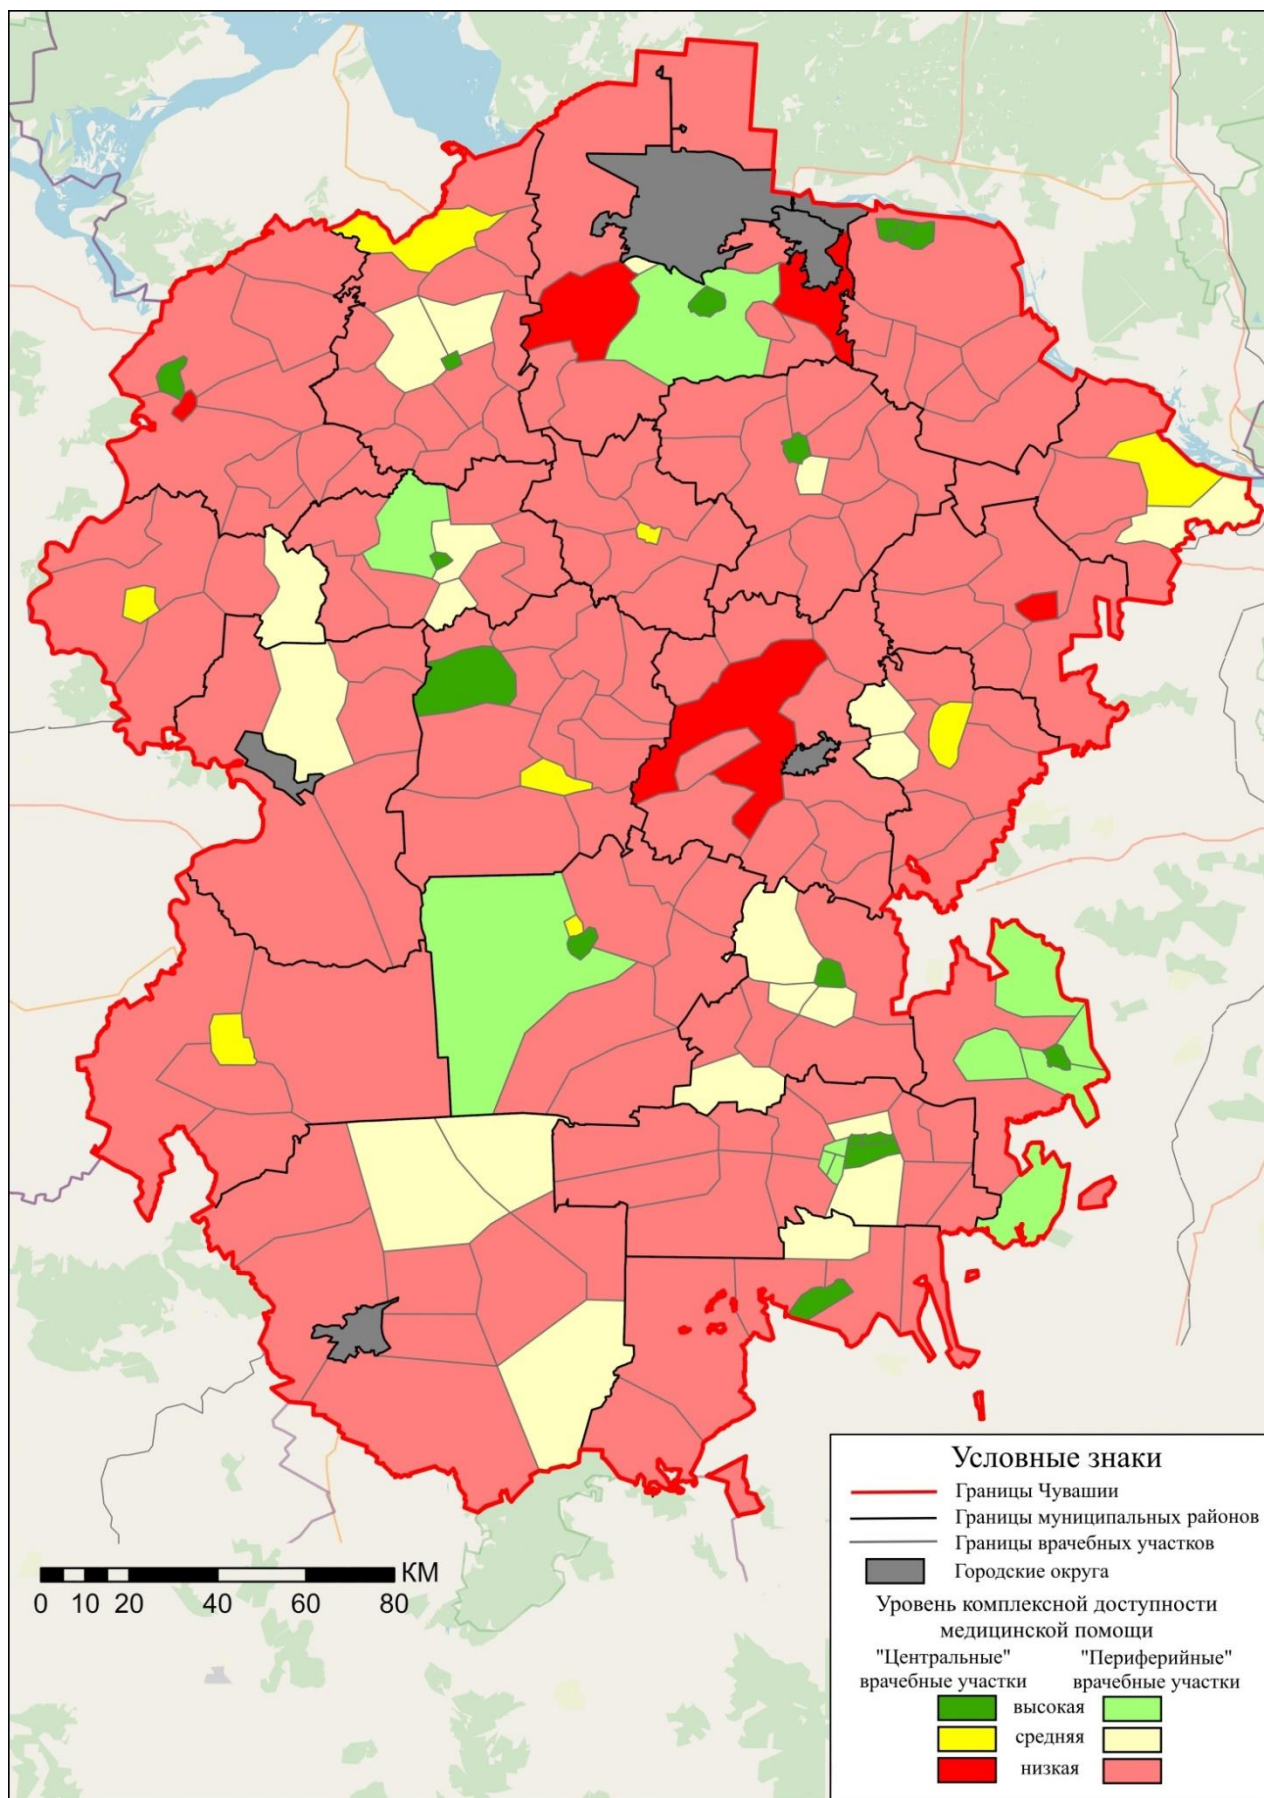 Условные знаки
Границы Чувашии
Границы муниципальных районов
Границы врачебных участков
Городские округа
Уровень комплексной доступности
медицинской помощи
"Центральные" "Периферийные"
врачебные участки врачебные участки
высокая
средняя
низкая
КМ
0 10 20 40 60 80